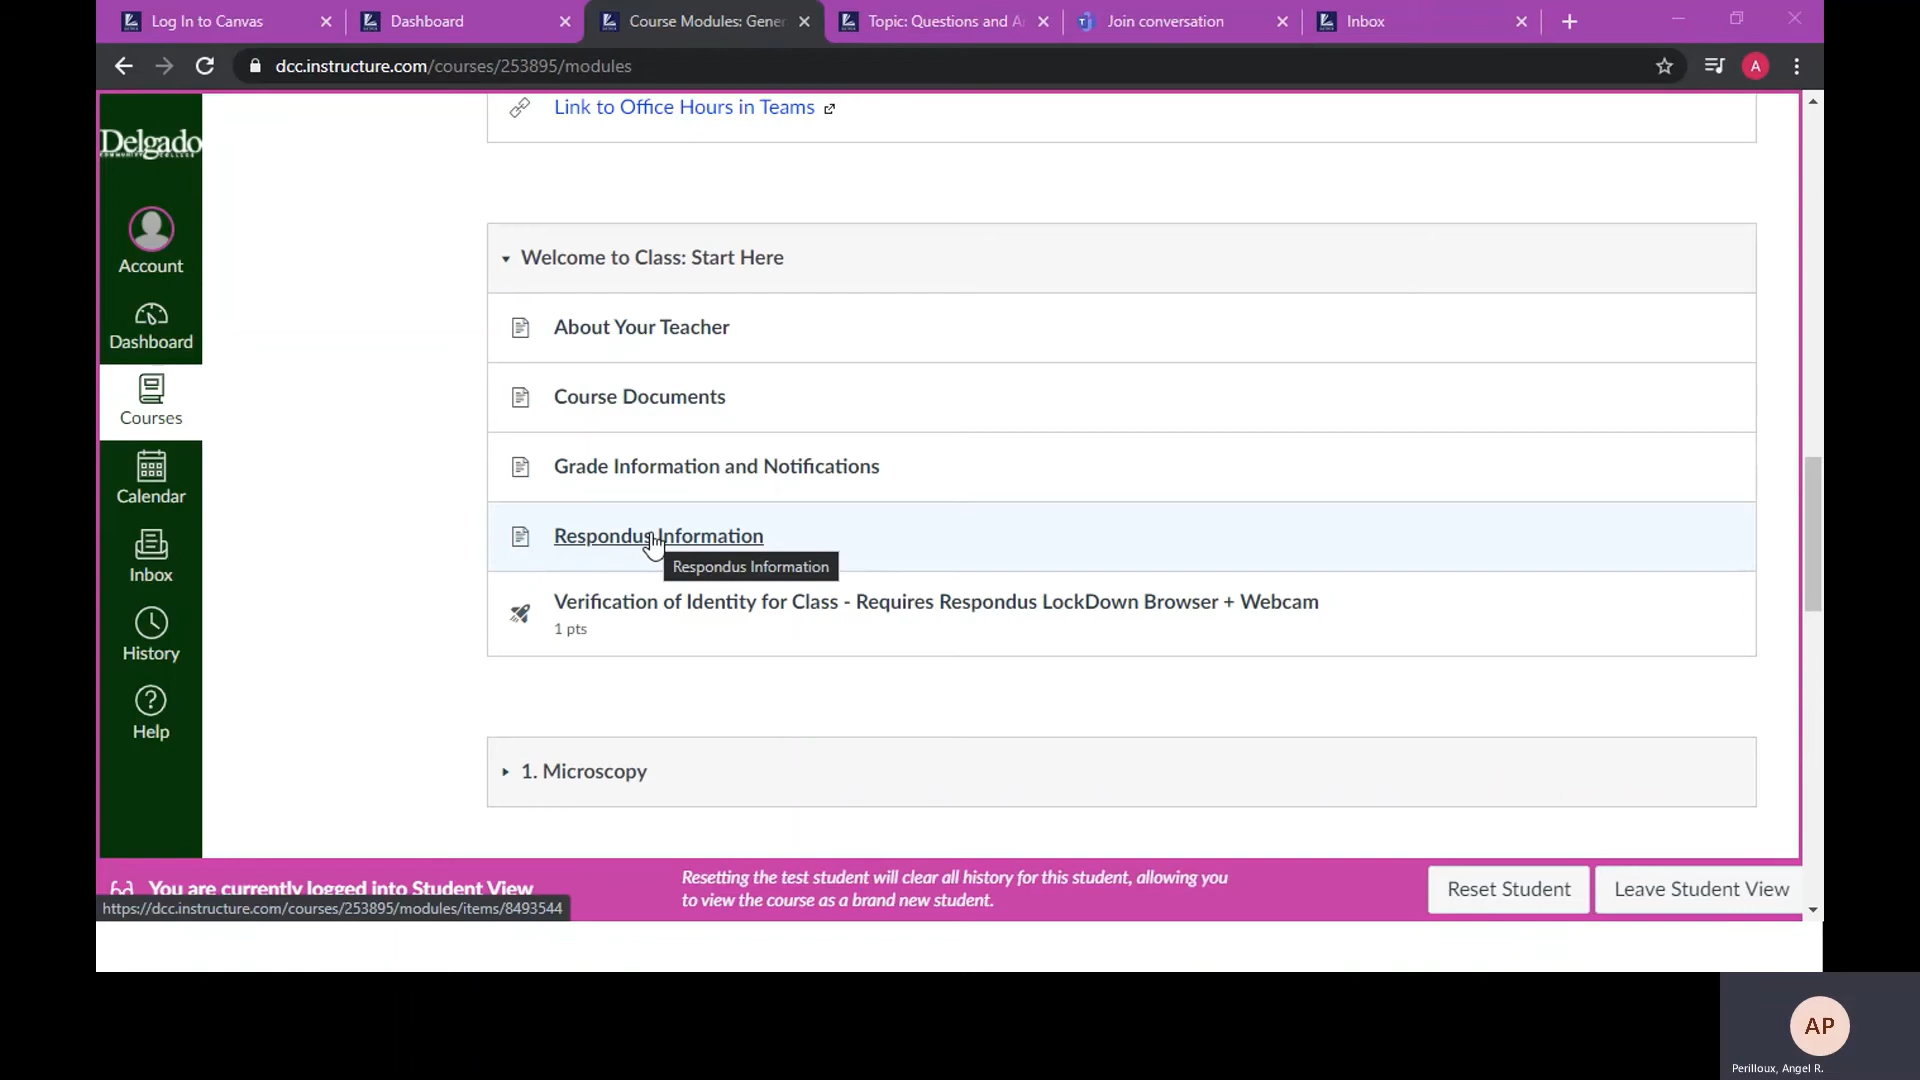 Log In to Canvas
Dashboard
Course Modules: Gener
Topic: Questions and A
Join conversation
Inbox
dcc.instructure.com/courses/253895/modules
A
Delgado
COMMUNITY COLLEGE
Account
Dashboard
Courses
Calendar
Inbox
History
Help
Link to Office Hours in Teams
Welcome to Class: Start Here
About Your Teacher
Course Documents
Grade Information and Notifications
Respondus Information
Respondus Information
Verification of Identity for Class - Requires Respondus LockDown Browser + Webcam
1 pts
1. Microscopy
You are currently logged into Student View
Resetting the test student will clear all history for this student, allowing you
to view the course as a brand new student.
Reset Student
Leave Student View
https://dcc.instructure.com/courses/253895/modules/items/8493544
AP
Perilloux, Angel R.